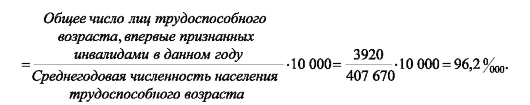 Общее число лиц трудоспособного
возраста, впервые признанных
инвалидами в данном году
= ─────────────── ·10 000= 3920/407 670 ·10 000=96,2‱.
Среднегодовая численность населения
трудоспособного возраста